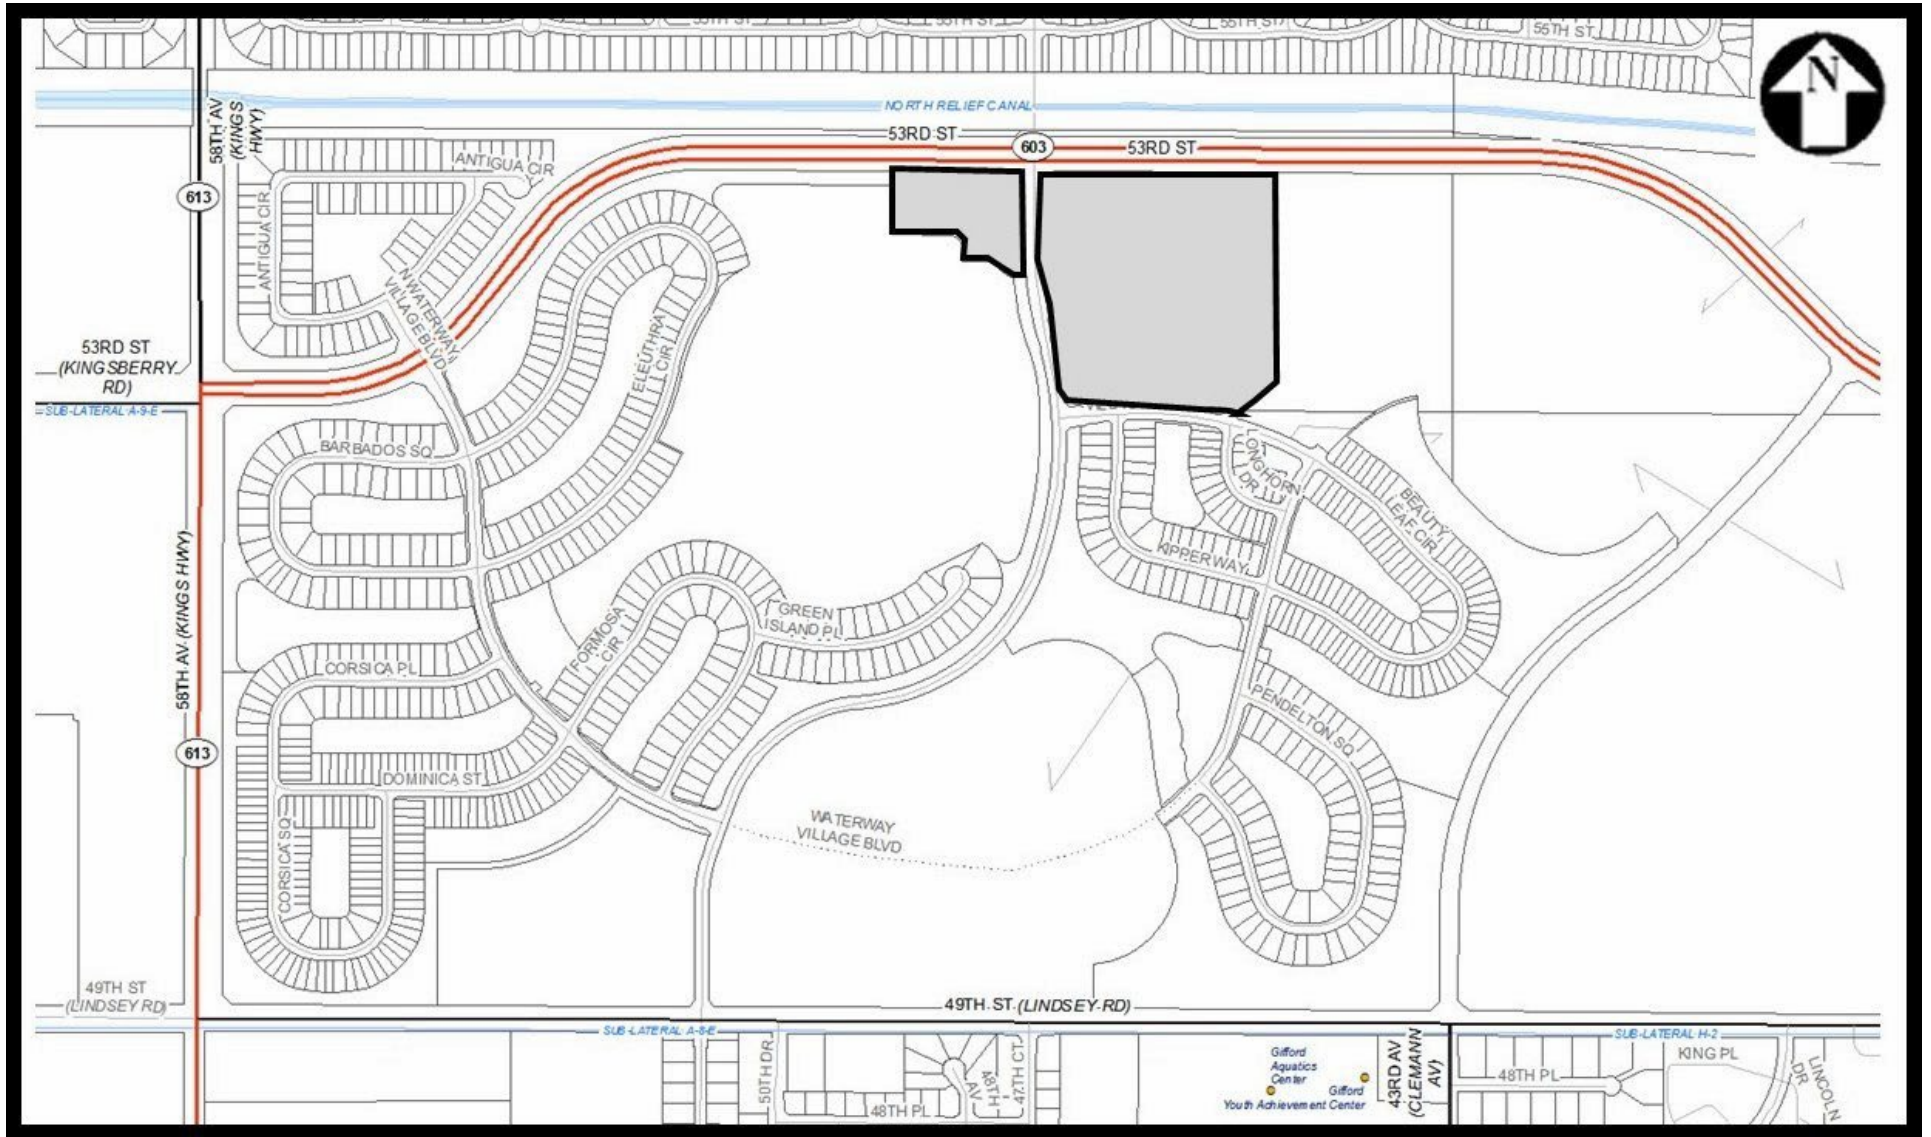 55TH ST
55TH ST
55TH ST
55TH ST
N
NORTH RELIEF CANAL
58TH AV
(KINGS
HWY)
53RD ST
603
53RD ST
ANTIGUA CIR
613
ANTIGUA CIR
N WATERWAY
VILLAGE BLVD
ELEUTHRA
CIR
53RD ST
(KINGSBERRY
RD)
SUB-LATERAL A-9-E
BARBADOS SQ
LONGHORN
DR
BEAUTY
LEAF CIR
KIPPER WAY
58TH AV (KINGS HWY)
GREEN
ISLAND PL
FORMOSA
CIR
CORSICA PL
PENDELTON SQ
613
DOMINICA ST
WATERWAY
VILLAGE BLVD
CORSICA SQ
49TH ST
(LINDSEY RD)
49TH ST (LINDSEY RD)
SUB-LATERAL A-8-E
SUB-LATERAL H-2
50TH DR
48TH
AV
47TH CT
Gifford
Aquatics
Center
Gifford
Youth Achievement Center
43RD AV
(CLEMANN
AV)
KING PL
48TH PL
LINCOLN
DR
48TH PL